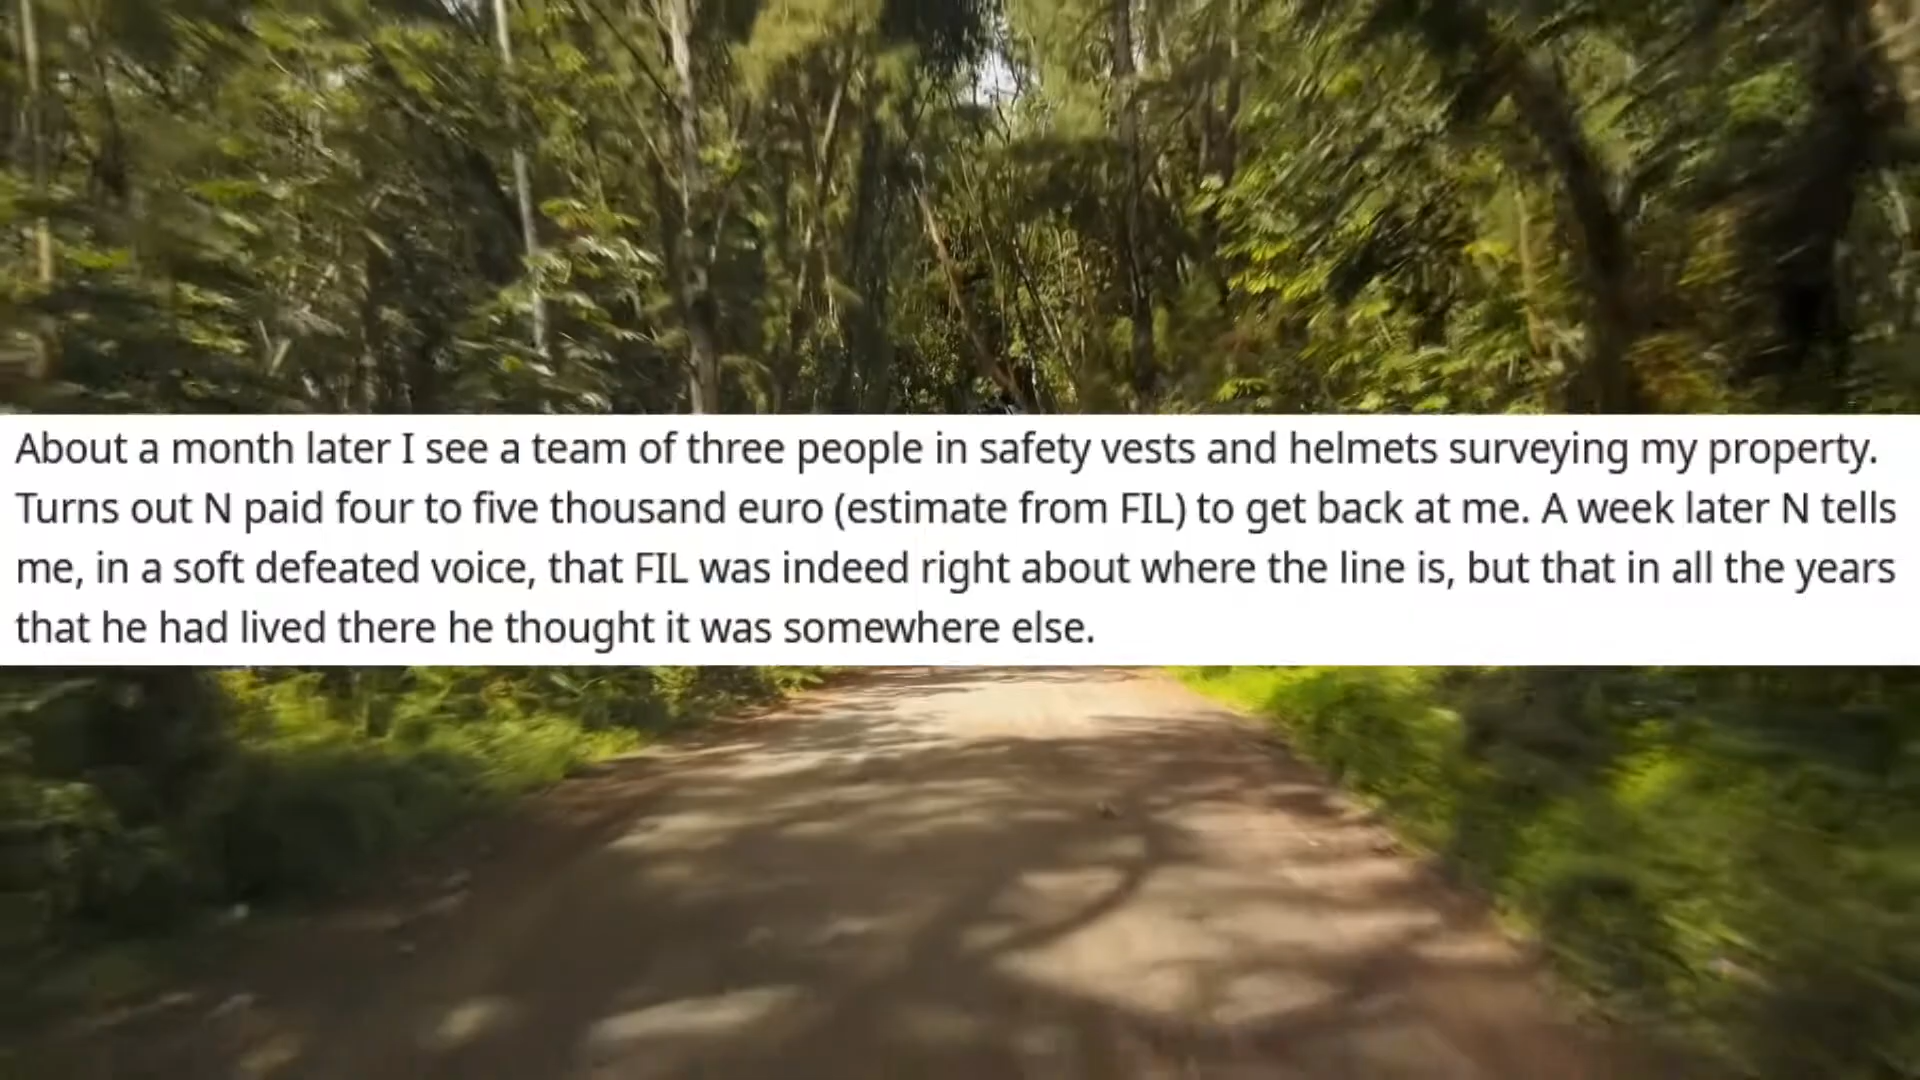 About a month later I see a team of three people in safety vests and helmets surveying my property.
Turns out N paid four to five thousand euro (estimate from FIL) to get back at me. A week later N tells
me, in a soft defeated voice, that FIL was indeed right about where the line is, but that in all the years
that he had lived there he thought it was somewhere else.